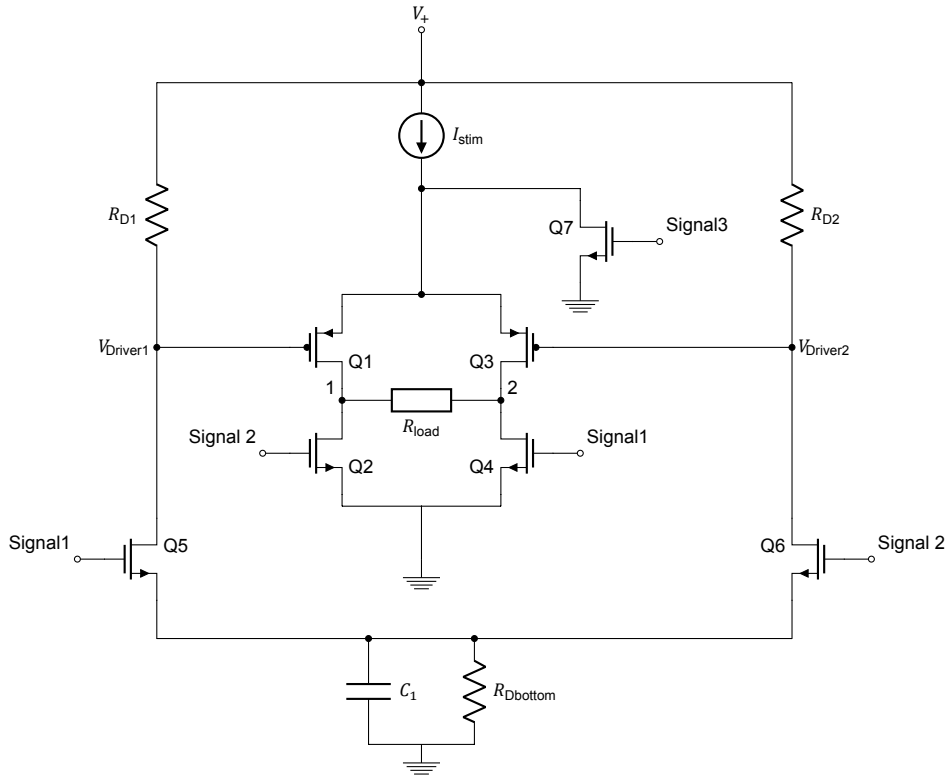 V+
Istim
RD1
Q7
Signal3
RD2
VDriver1
Q1
Q3
VDriver2
1
2
Rload
Signal 2
Signal1
Q2
Q4
Signal1
Q5
Q6
Signal 2
C1
RDbottom